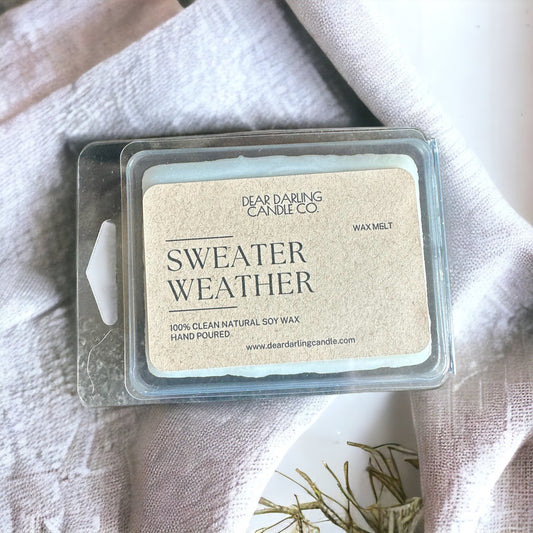 DEAR DARLING
CANDLE CO.
WAX MELT
SWEATER
WEATHER
100% CLEAN NATURAL SOY WAX
HAND POURED
www.deardarlingcandle.com